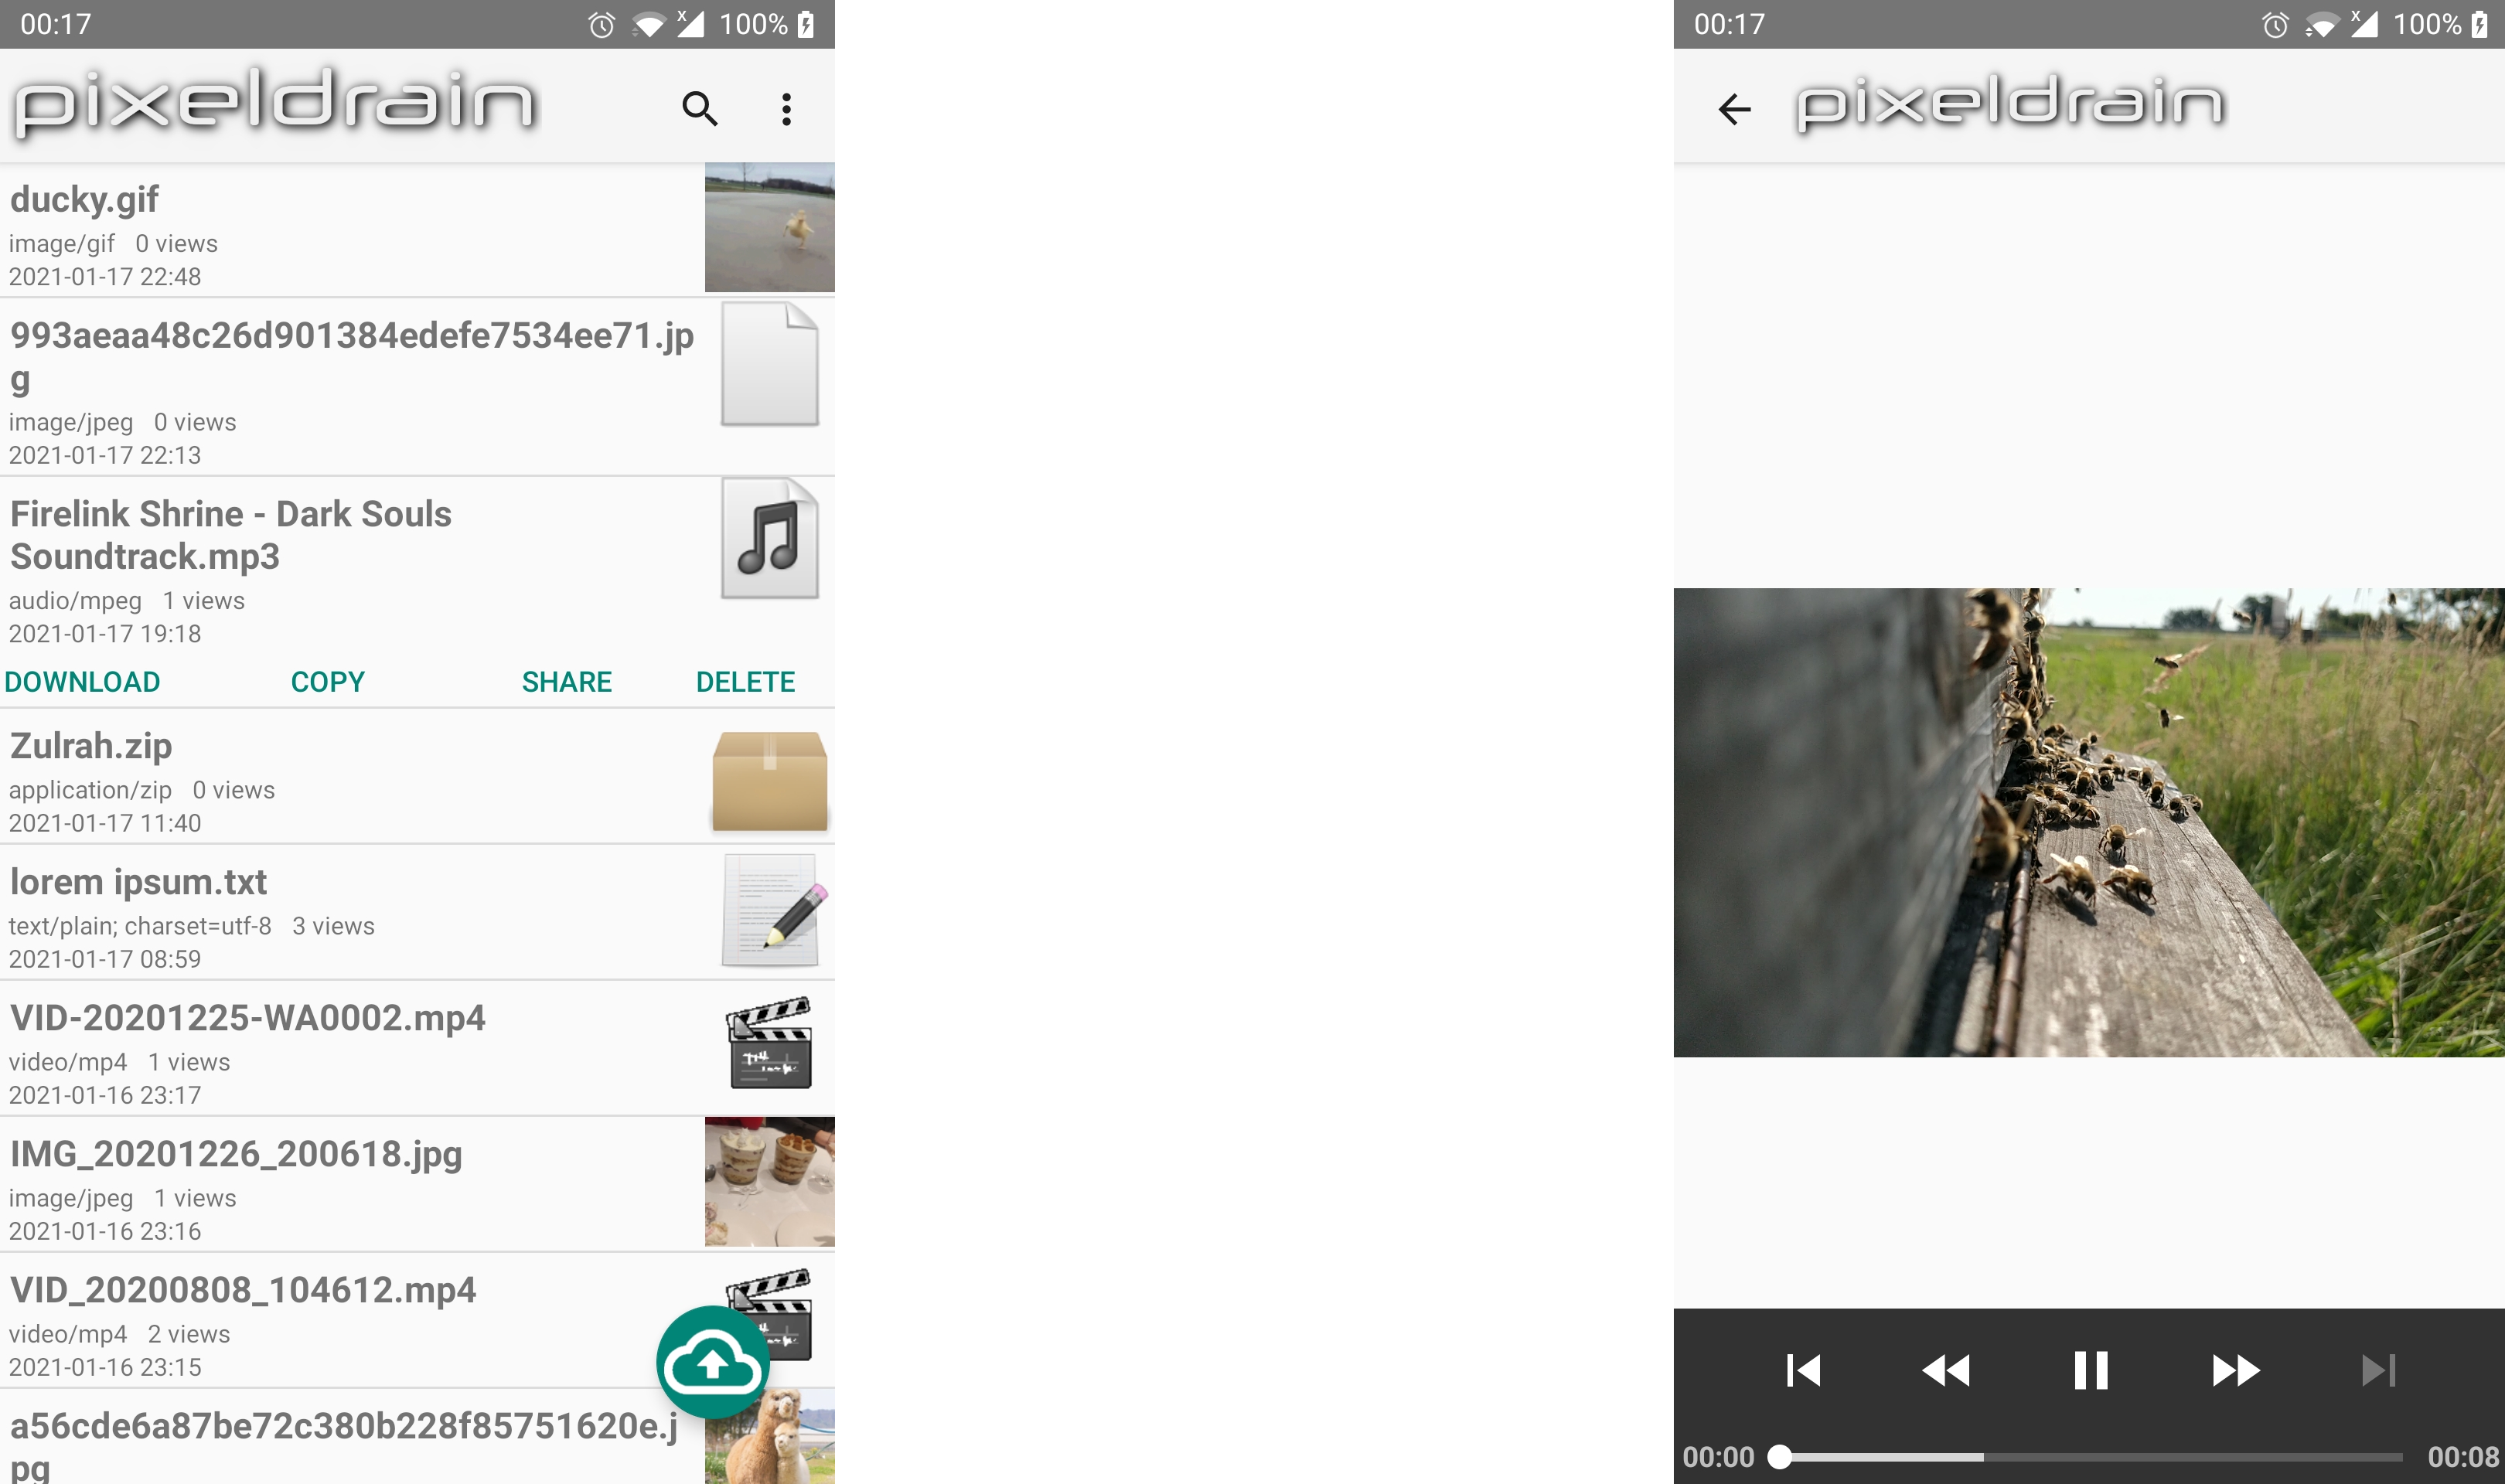 00:17
x
100%
pixeldrain
ducky.gif
image/gif 0 views
2021-01-17 22:48
993aeaa48c26d901384edefe7534ee71.jp
g
image/jpeg 0 views
2021-01-17 22:13
Firelink Shrine - Dark Souls
Soundtrack.mp3
audio/mpeg 1 views
2021-01-17 19:18
DOWNLOAD COPY SHARE DELETE
Zulrah.zip
application/zip 0 views
2021-01-17 11:40
lorem ipsum.txt
text/plain; charset=utf-8 3 views
2021-01-17 08:59
VID-20201225-WA0002.mp4
video/mp4 1 views
2021-01-16 23:17
IMG_20201226_200618.jpg
image/jpeg 1 views
2021-01-16 23:16
VID_20200808_104612.mp4
video/mp4 2 views
2021-01-16 23:15
a56cde6a87be72c380b228f85751620e.j
pg
00:17
x
100%
pixeldrain
00:00 00:08